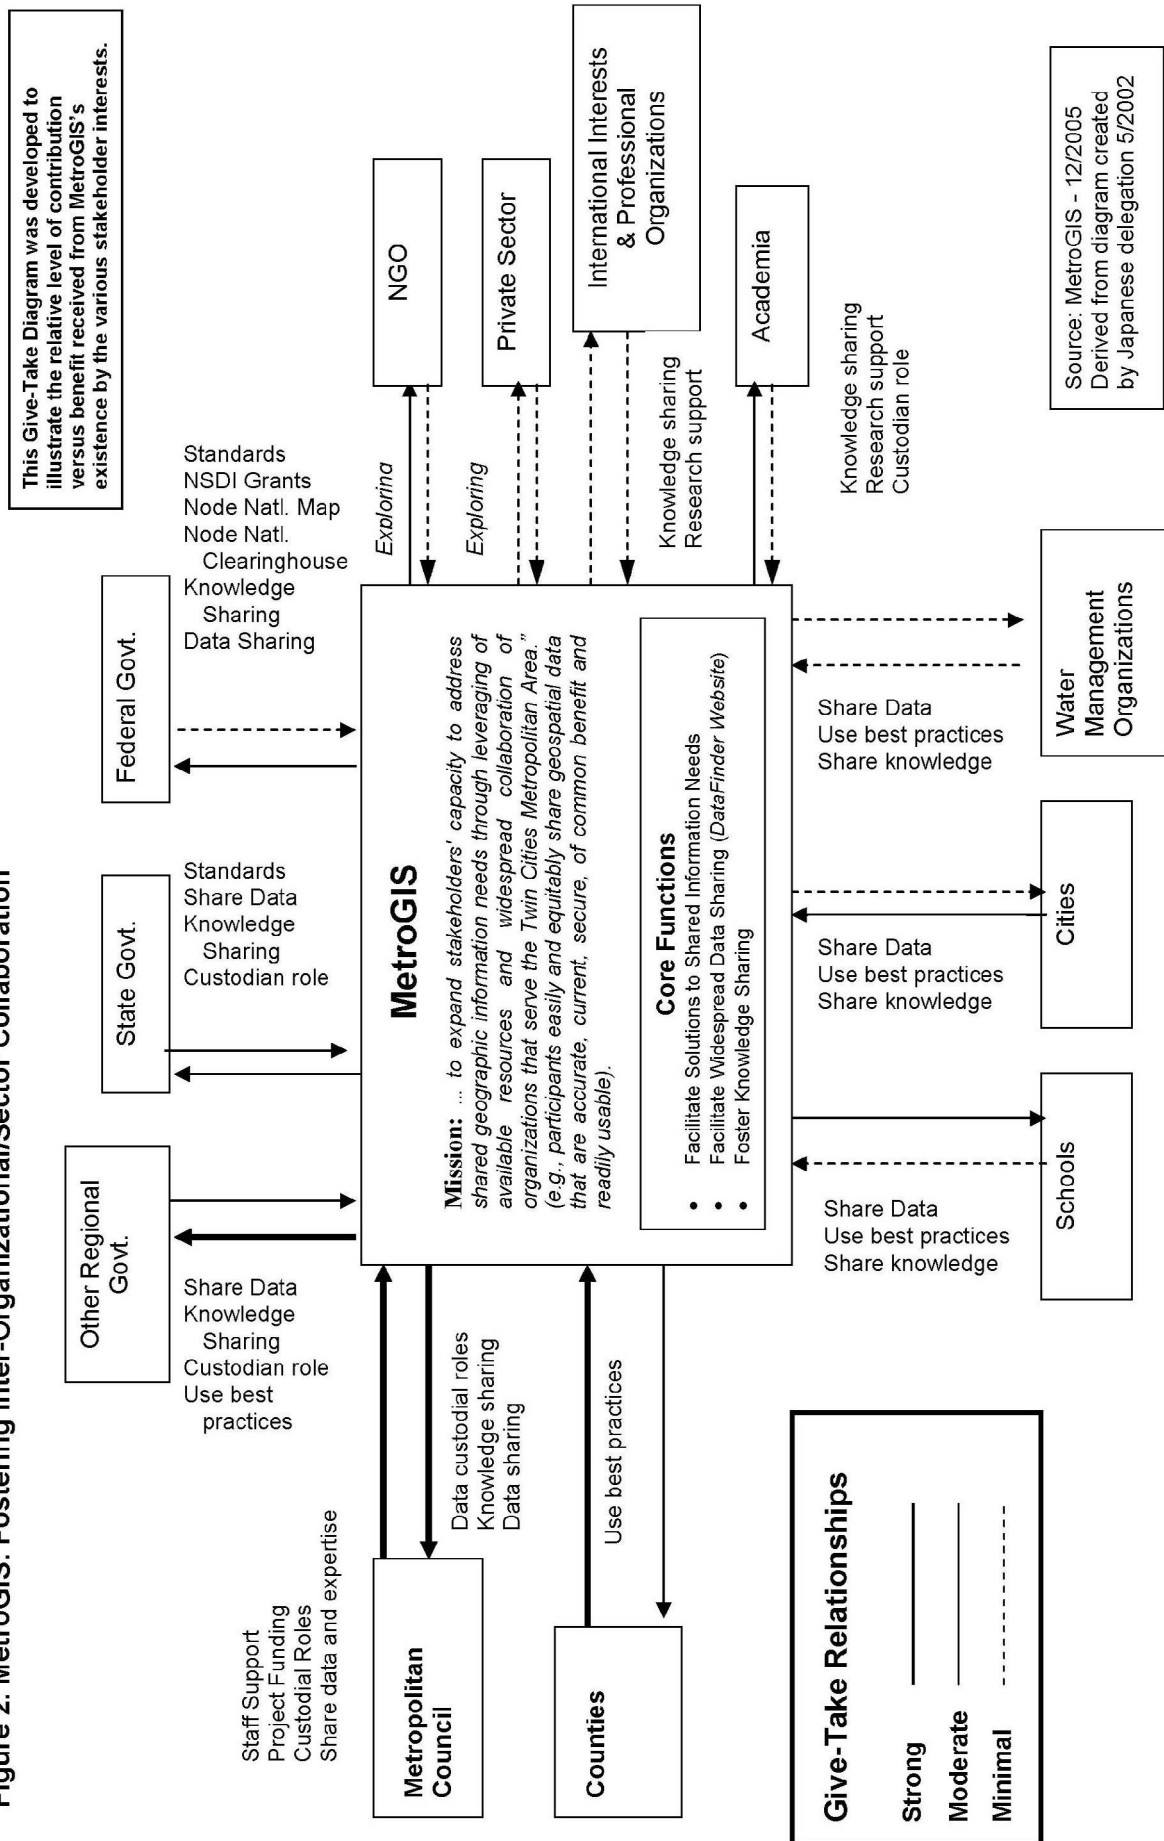 Figure 2. MetroGIS: Fostering Inter-Organizational/Sector Collaboration
This Give-Take Diagram was developed to
illustrate the relative level of contribution
versus benefit received from MetroGIS's
existence by the various stakeholder interests.
Other Regional
Govt.
State Govt.
Federal Govt.
Share Data
Knowledge
Sharing
Custodian role
Use best
practices
Standards
Share Data
Knowledge
Sharing
Custodian role
Standards
NSDI Grants
Node Natl. Map
Node Natl.
Clearinghouse
Knowledge
Sharing
Data Sharing
Staff Support
Project Funding
Custodial Roles
Share data and expertise
Metropolitan
Council
Data custodial roles
Knowledge sharing
Data sharing
Counties
Use best practices
MetroGIS
Mission: ... to expand stakeholders' capacity to address
shared geographic information needs through leveraging of
available resources and widespread collaboration of
organizations that serve the Twin Cities Metropolitan Area."
(e.g., participants easily and equitably share geospatial data
that are accurate, current, secure, of common benefit and
readily usable).
Core Functions
• Facilitate Solutions to Shared Information Needs
• Facilitate Widespread Data Sharing (DataFinder Website)
• Foster Knowledge Sharing
Exploring
NGO
Exploring
Private Sector
International Interests
& Professional
Organizations
Knowledge sharing
Research support
Academia
Knowledge sharing
Research support
Custodian role
Share Data
Use best practices
Share knowledge
Schools
Share Data
Use best practices
Share knowledge
Cities
Share Data
Use best practices
Share knowledge
Water
Management
Organizations
Give-Take Relationships
Strong
Moderate
Minimal
Source: MetroGIS - 12/2005
Derived from diagram created
by Japanese delegation 5/2002